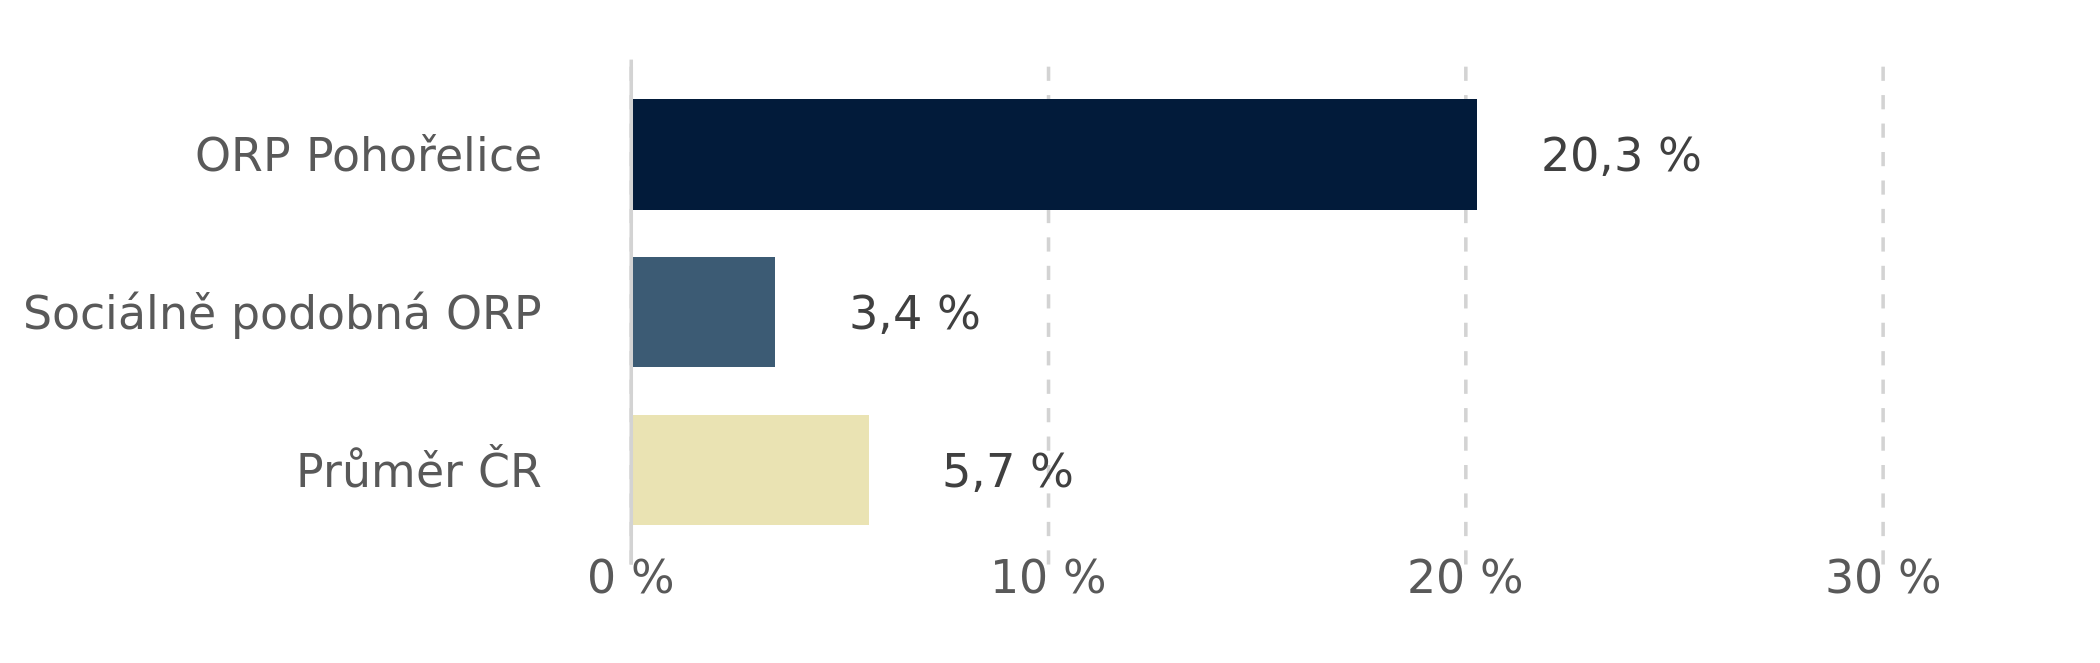 ORP Pohořelice
20,3 %
Sociálně podobná ORP
3,4 %
Průměr ČR
5,7 %
0 %
10 %
20 %
30 %